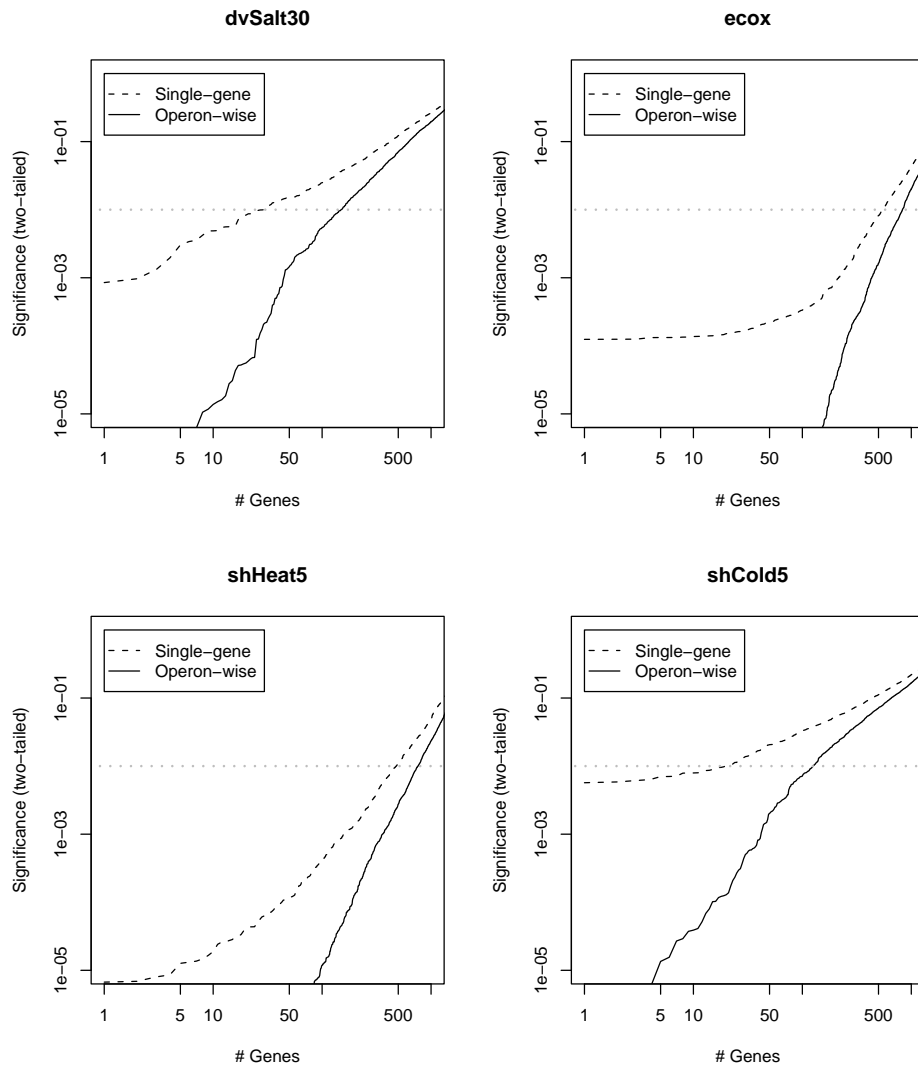 dvSalt30
Single−gene
Operon−wise
Significance (two−tailed)
1e−01
1e−03
1e−05
1 5 10 50 500
# Genes
ecox
Single−gene
Operon−wise
Significance (two−tailed)
1e−01
1e−03
1e−05
1 5 10 50 500
# Genes
shHeat5
Single−gene
Operon−wise
Significance (two−tailed)
1e−01
1e−03
1e−05
1 5 10 50 500
# Genes
shCold5
Single−gene
Operon−wise
Significance (two−tailed)
1e−01
1e−03
1e−05
1 5 10 50 500
# Genes